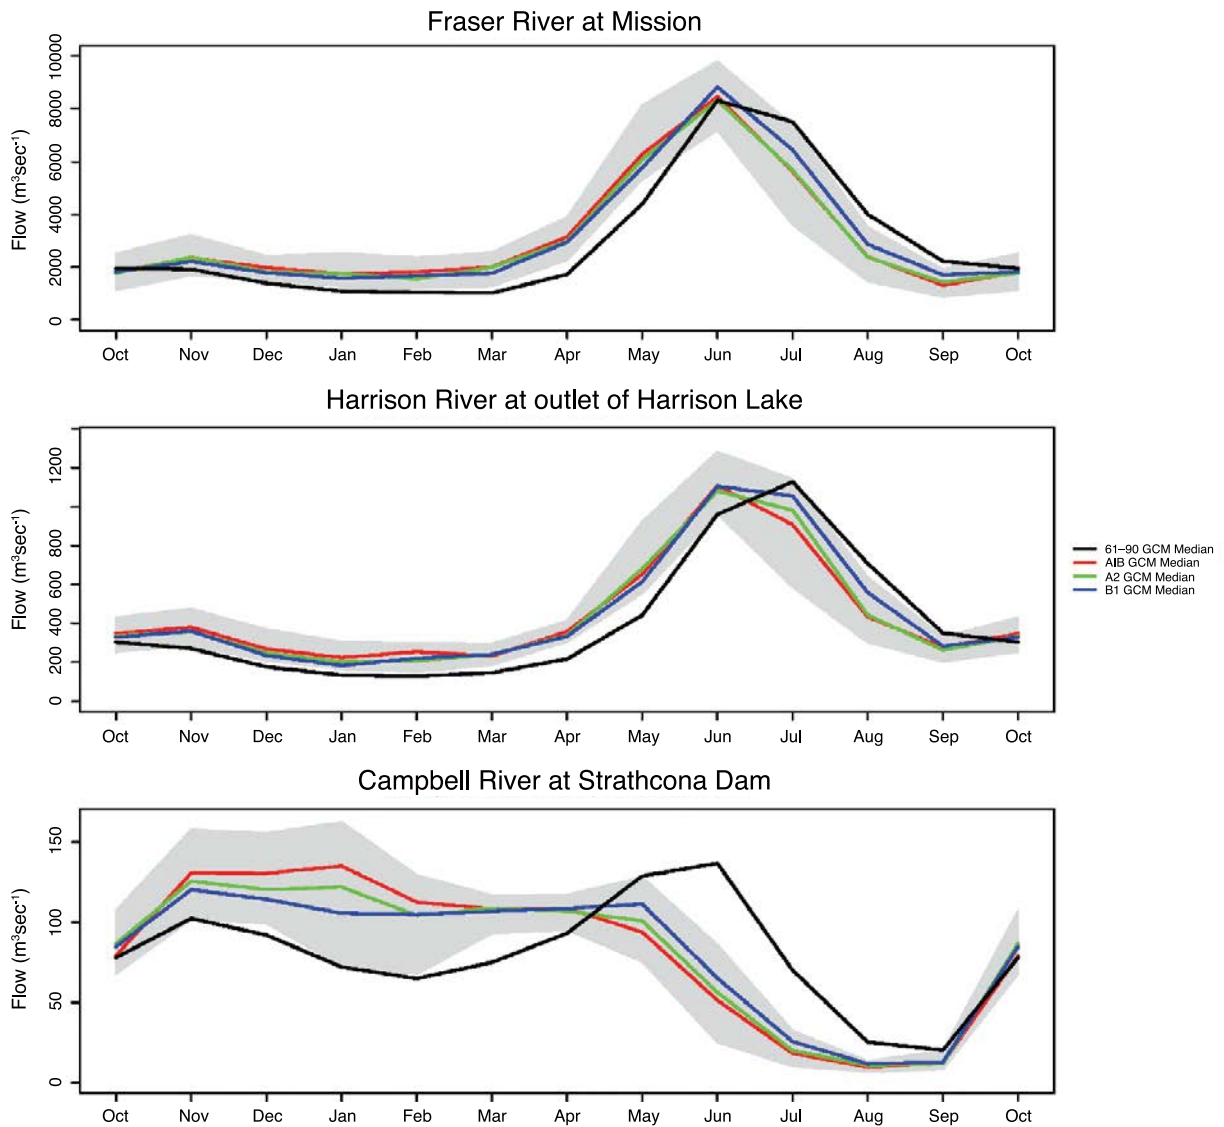 Fraser River at Mission
Flow (m³sec⁻¹)
10000
8000
6000
4000
2000
0
Oct Nov Dec Jan Feb Mar Apr May Jun Jul Aug Sep Oct
Harrison River at outlet of Harrison Lake
Flow (m³sec⁻¹)
1200
800
600
400
200
0
Oct Nov Dec Jan Feb Mar Apr May Jun Jul Aug Sep Oct
61–90 GCM Median
AIB GCM Median
A2 GCM Median
B1 GCM Median
Campbell River at Strathcona Dam
Flow (m³sec⁻¹)
150
100
50
0
Oct Nov Dec Jan Feb Mar Apr May Jun Jul Aug Sep Oct